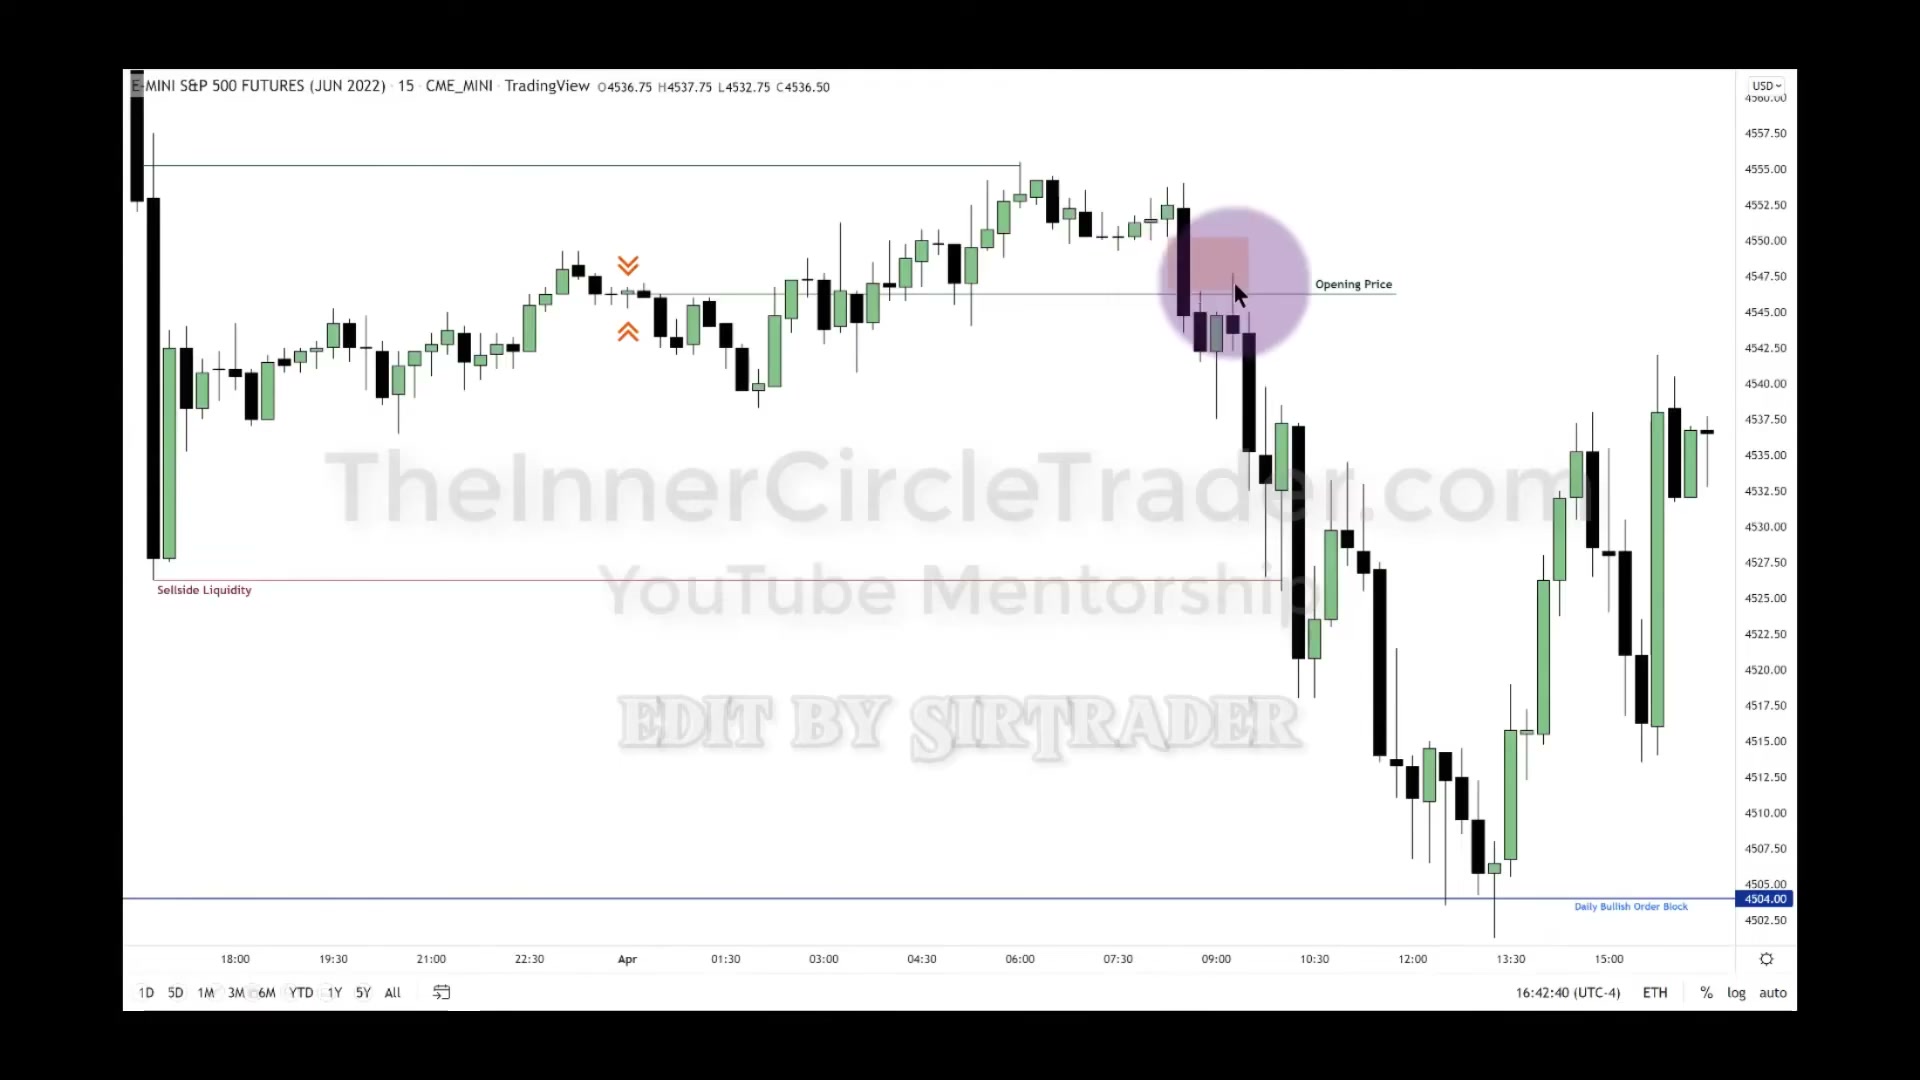 E-MINI S&P 500 FUTURES (JUN 2022) · 15 · CME_MINI · TradingView O4536.75 H4537.75 L4532.75 C4536.50
USD
4560.00
4557.50
4555.00
4552.50
4550.00
4547.50
Opening Price
4545.00
4542.50
4540.00
4537.50
4535.00
TheInnerCircleTrader.com
4532.50
4530.00
4527.50
Sellside Liquidity
YouTube Mentorship
4525.00
4522.50
4520.00
4517.50
EDIT BY SIRTRADER
4515.00
4512.50
4510.00
4507.50
4505.00
4504.00
Daily Bullish Order Block
4502.50
18:00 19:30 21:00 22:30 Apr 01:30 03:00 04:30 06:00 07:30 09:00 10:30 12:00 13:30 15:00
1D 5D 1M 3M 6M YTD 1Y 5Y All 16:42:40 (UTC-4) ETH % log auto